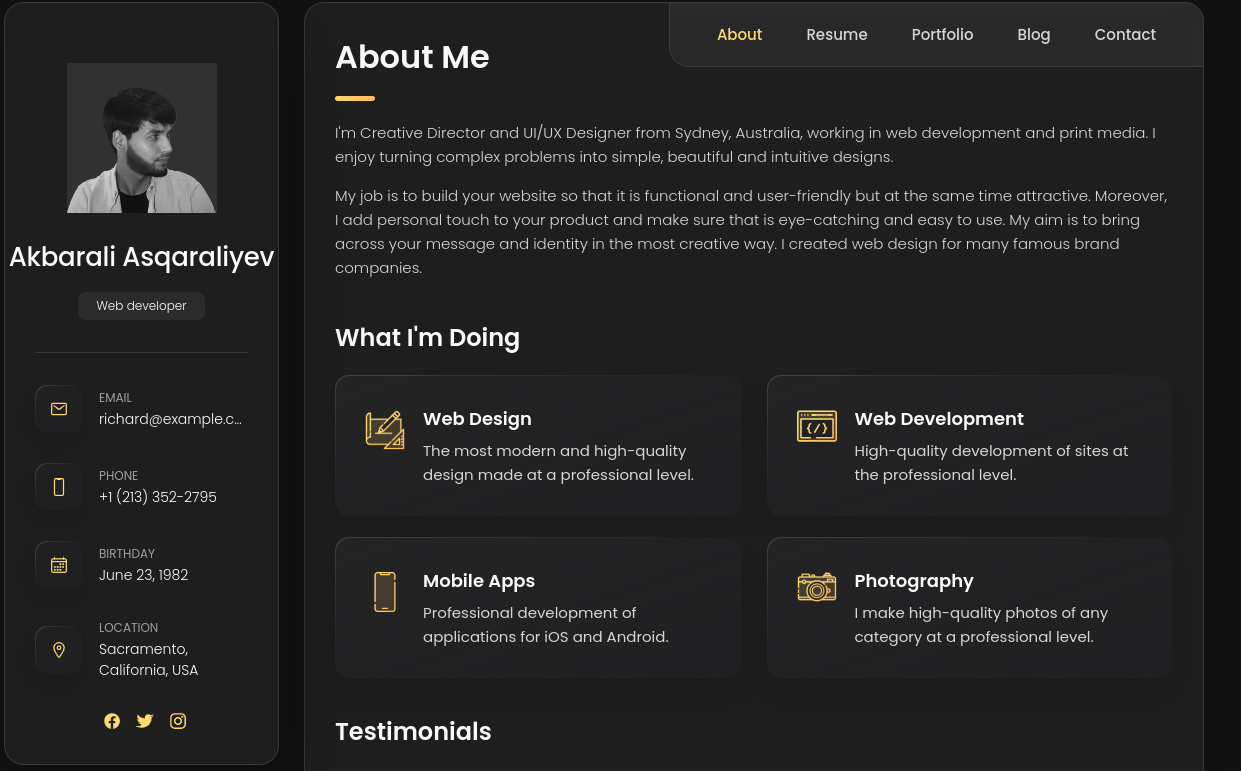 Akbarali Asqaraliyev
Web developer
EMAIL
richard@example.c...
PHONE
+1 (213) 352-2795
BIRTHDAY
June 23, 1982
LOCATION
Sacramento,
California, USA
About Resume Portfolio Blog Contact
About Me
I'm Creative Director and UI/UX Designer from Sydney, Australia, working in web development and print media. I
enjoy turning complex problems into simple, beautiful and intuitive designs.
My job is to build your website so that it is functional and user-friendly but at the same time attractive. Moreover,
I add personal touch to your product and make sure that is eye-catching and easy to use. My aim is to bring
across your message and identity in the most creative way. I created web design for many famous brand
companies.
What I'm Doing
Web Design
The most modern and high-quality
design made at a professional level.
Web Development
High-quality development of sites at
the professional level.
Mobile Apps
Professional development of
applications for iOS and Android.
Photography
I make high-quality photos of any
category at a professional level.
Testimonials